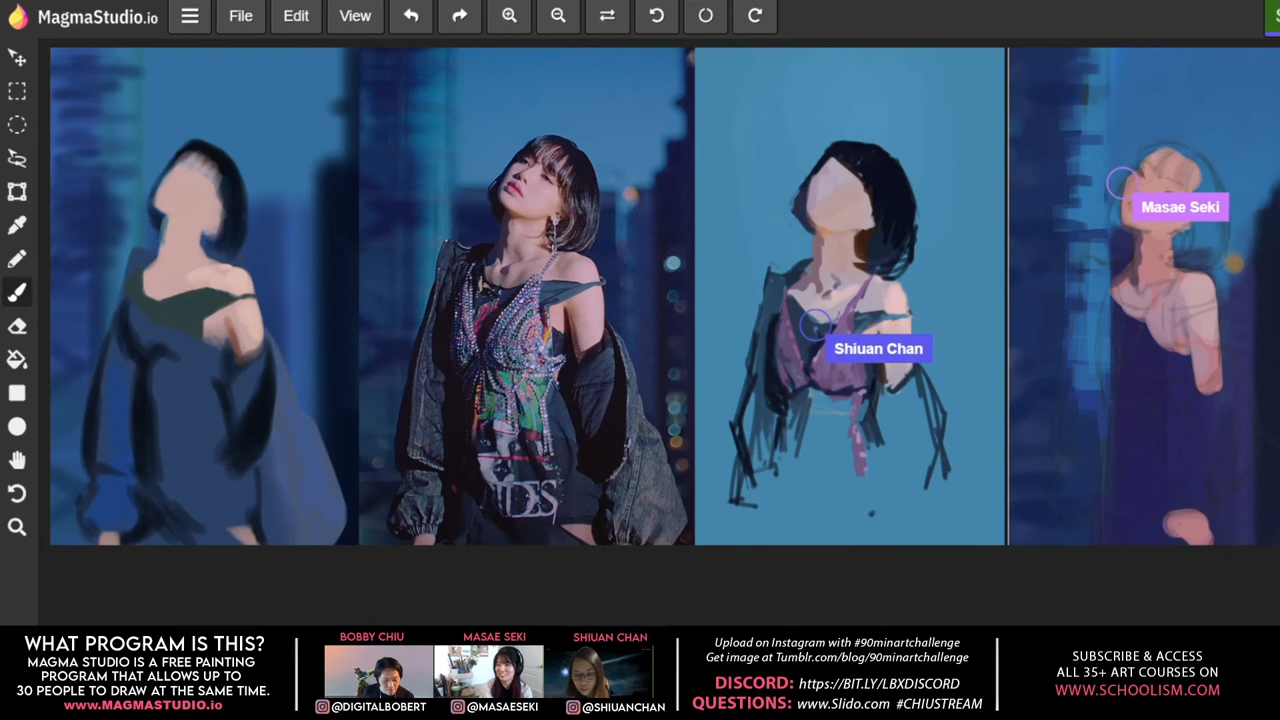 MagmaStudio.io
File
Edit
View
Masae Seki
Shiuan Chan
WHAT PROGRAM IS THIS?
MAGMA STUDIO IS A FREE PAINTING
PROGRAM THAT ALLOWS UP TO
30 PEOPLE TO DRAW AT THE SAME TIME.
www.MAGMASTUDIO.io
BOBBY CHIU
MASAE SEKI
SHIUAN CHAN
@DIGITALBOBERT
@MASAESEKI
@SHIUANCHAN
Upload on Instagram with #90minartchallenge
Get image at Tumblr.com/blog/90minartchallenge
DISCORD: https://BIT.LY/LBXDISCORD
QUESTIONS: www.Slido.com #CHIUSTREAM
SUBSCRIBE & ACCESS
ALL 35+ ART COURSES ON
WWW.SCHOOLISM.COM